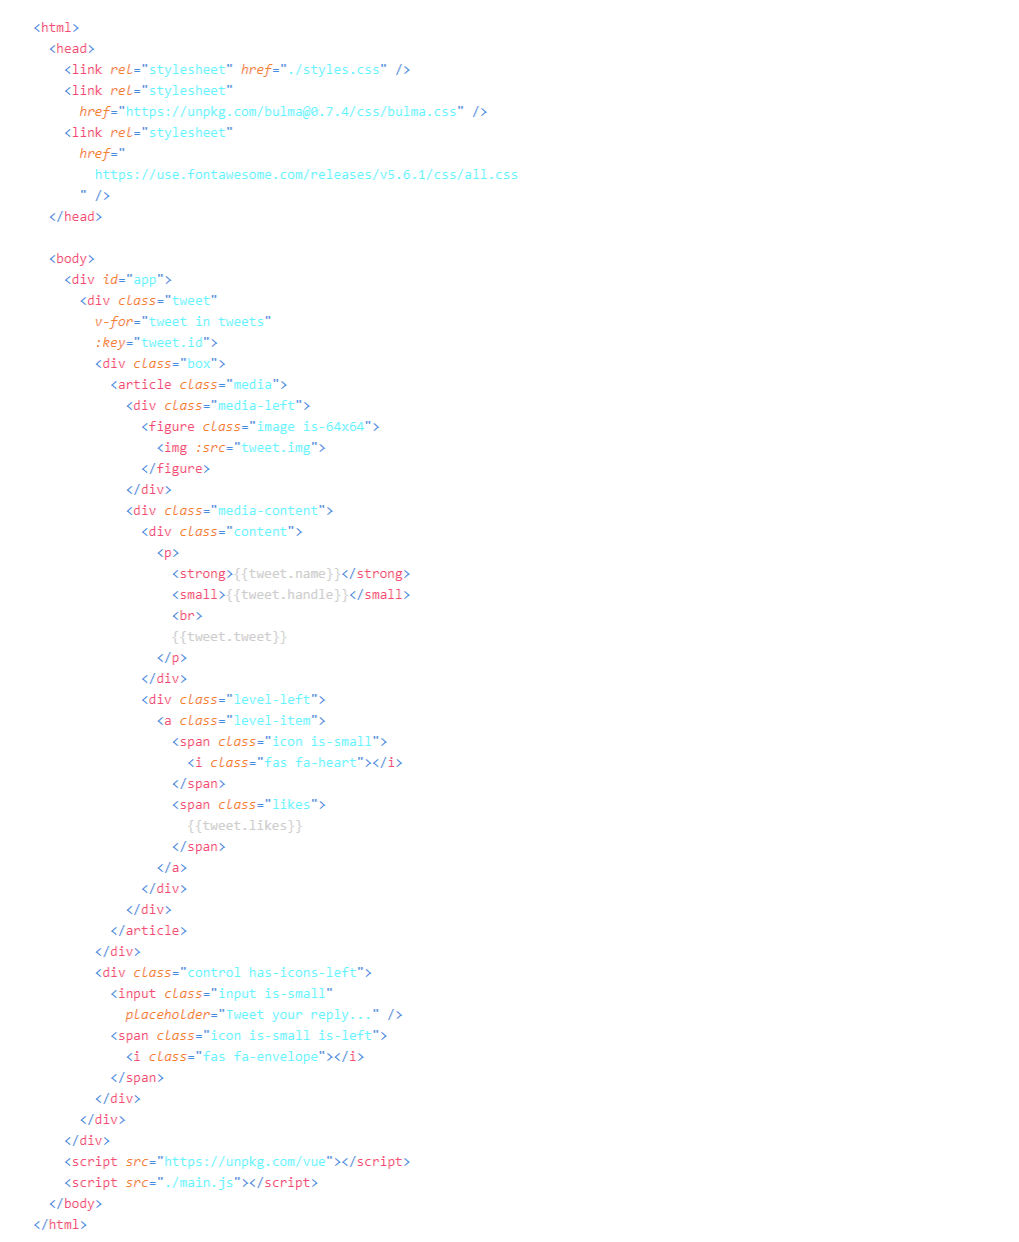 <html>
  <head>
    <link rel="stylesheet" href="./styles.css" />
    <link rel="stylesheet"
      href="https://unpkg.com/bulma@0.7.4/css/bulma.css" />
    <link rel="stylesheet"
      href="
        https://use.fontawesome.com/releases/v5.6.1/css/all.css
      " />
  </head>

  <body>
    <div id="app">
      <div class="tweet"
        v-for="tweet in tweets"
        :key="tweet.id">
        <div class="box">
          <article class="media">
            <div class="media-left">
              <figure class="image is-64x64">
                <img :src="tweet.img">
              </figure>
            </div>
            <div class="media-content">
              <div class="content">
                <p>
                  <strong>{{tweet.name}}</strong>
                  <small>{{tweet.handle}}</small>
                  <br>
                  {{tweet.tweet}}
                </p>
              </div>
              <div class="level-left">
                <a class="level-item">
                  <span class="icon is-small">
                    <i class="fas fa-heart"></i>
                  </span>
                  <span class="likes">
                    {{tweet.likes}}
                  </span>
                </a>
              </div>
            </div>
          </article>
        </div>
        <div class="control has-icons-left">
          <input class="input is-small"
            placeholder="Tweet your reply..." />
          <span class="icon is-small is-left">
            <i class="fas fa-envelope"></i>
          </span>
        </div>
      </div>
    </div>
    <script src="https://unpkg.com/vue"></script>
    <script src="./main.js"></script>
  </body>
</html>